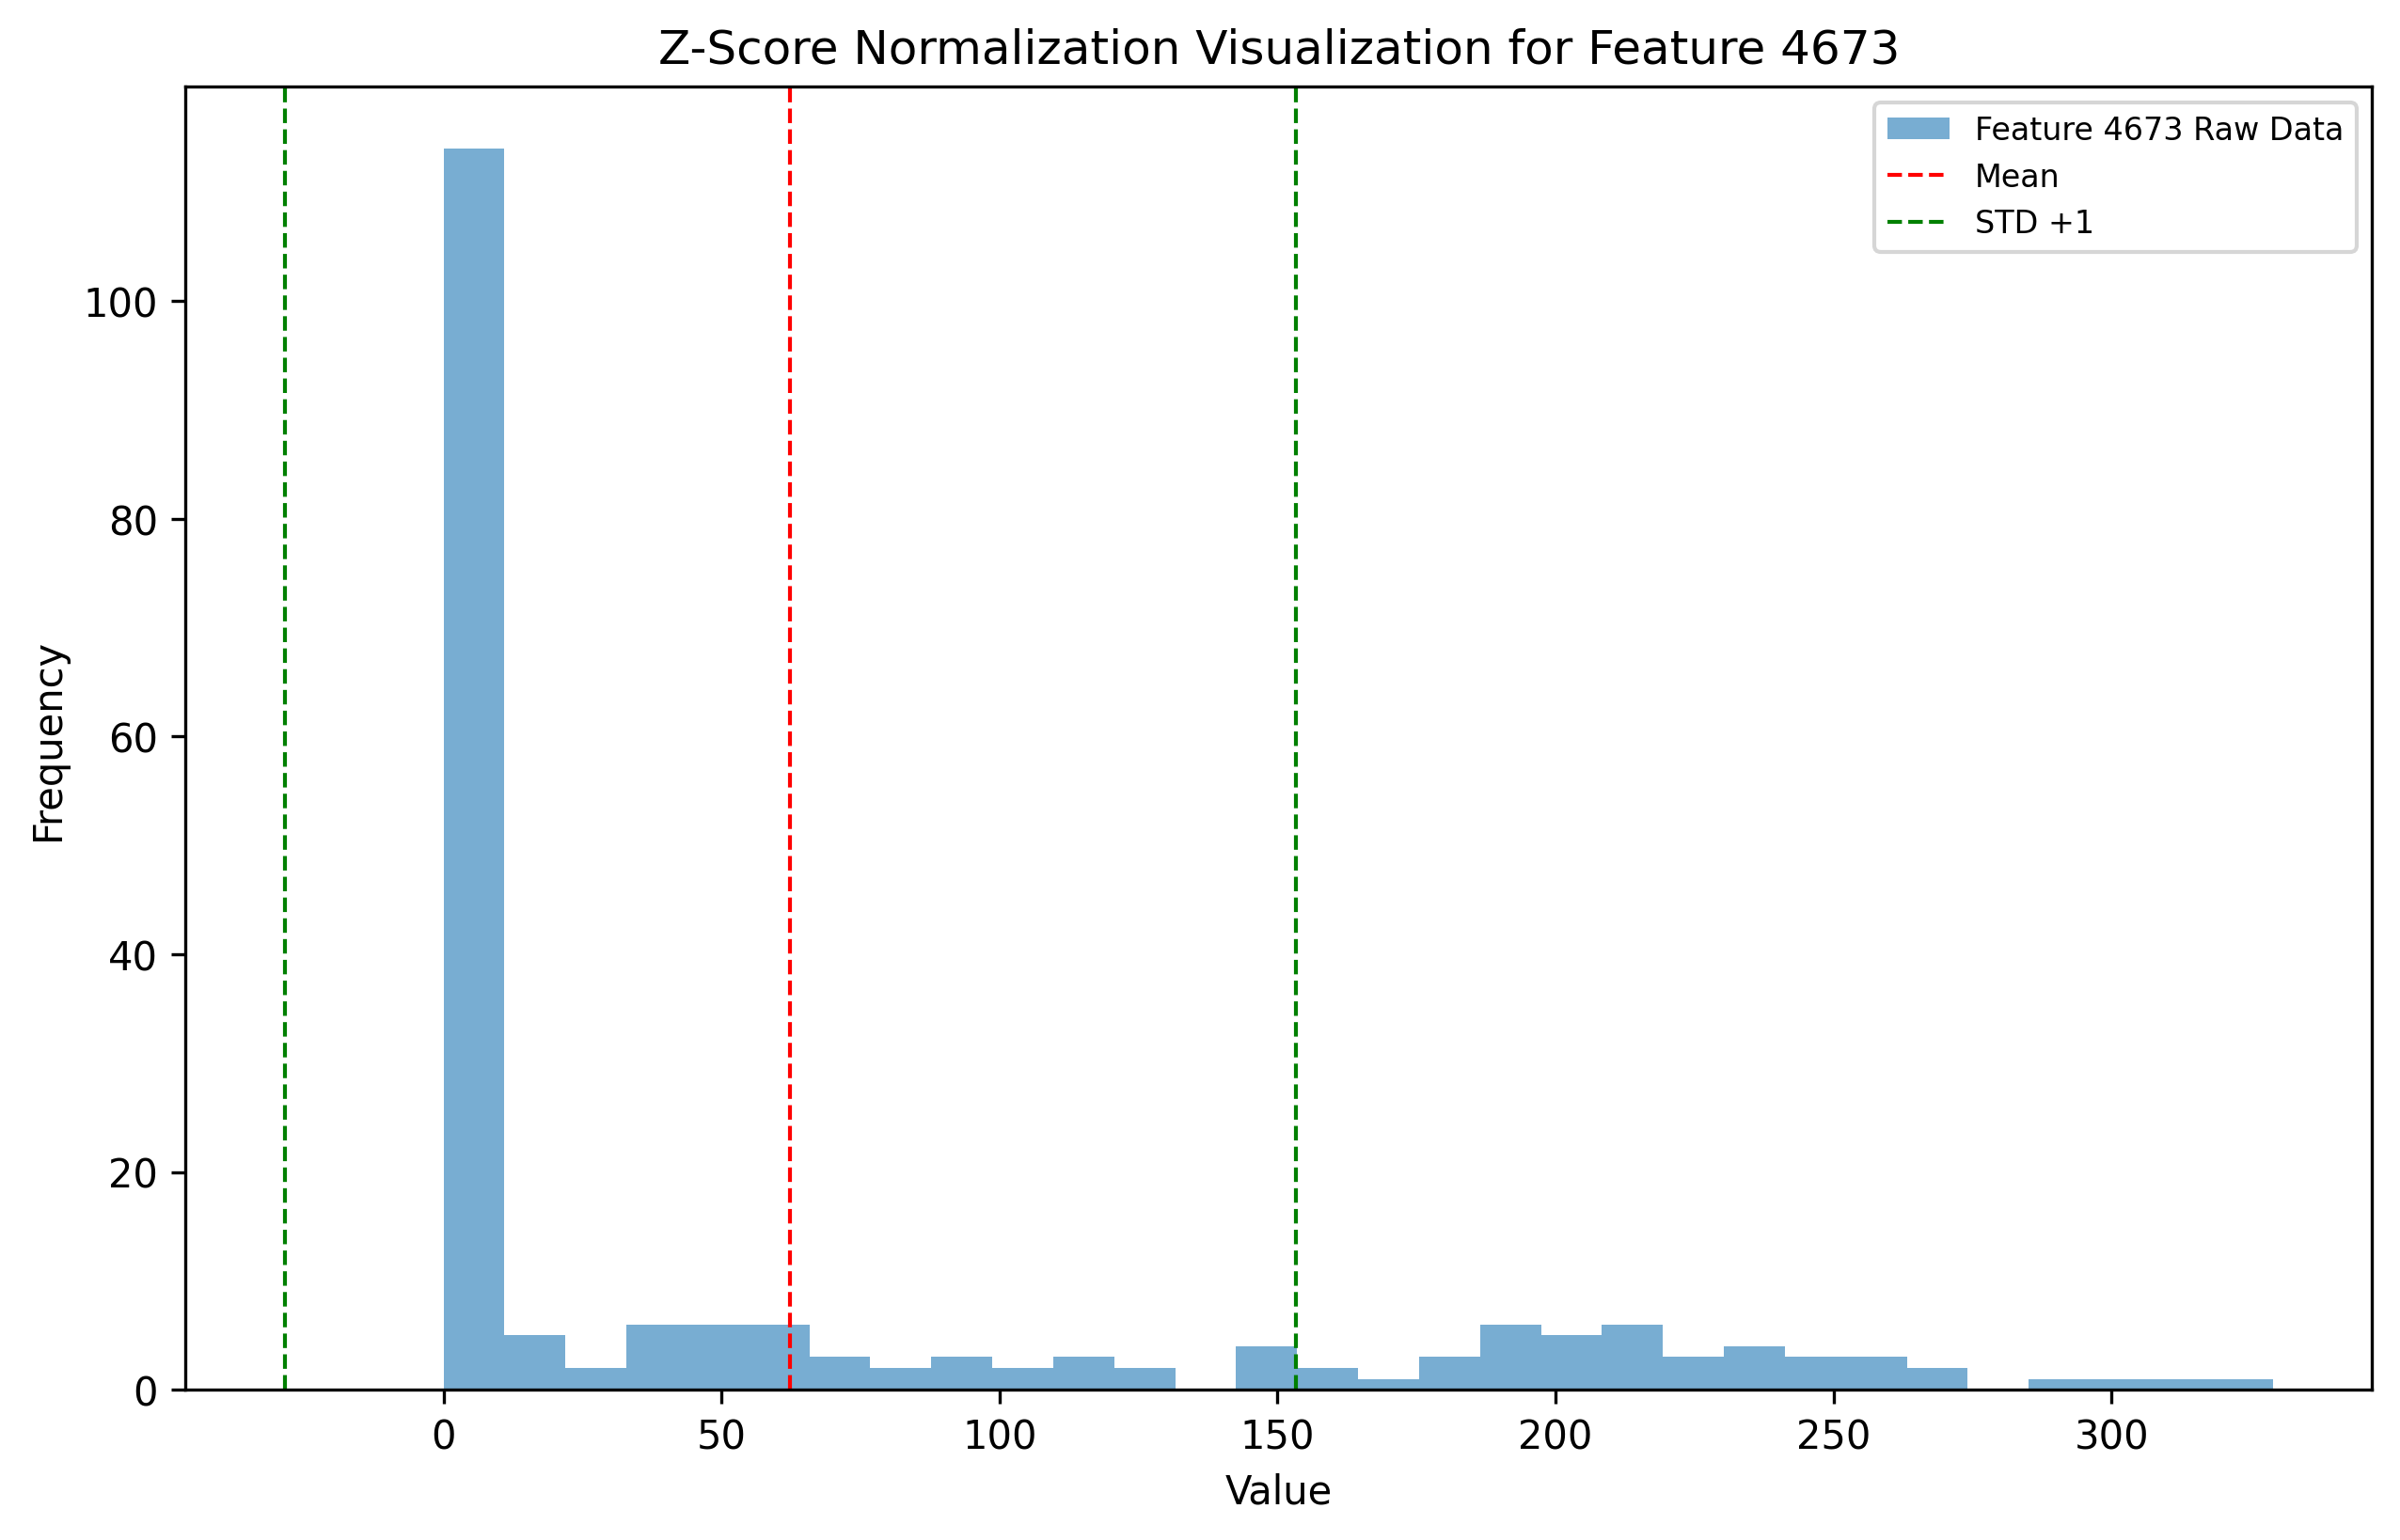 Z-Score Normalization Visualization for Feature 4673
Feature 4673 Raw Data
Mean
STD +1
100
80
60
40
20
0
Frequency
0 50 100 150 200 250 300
Value